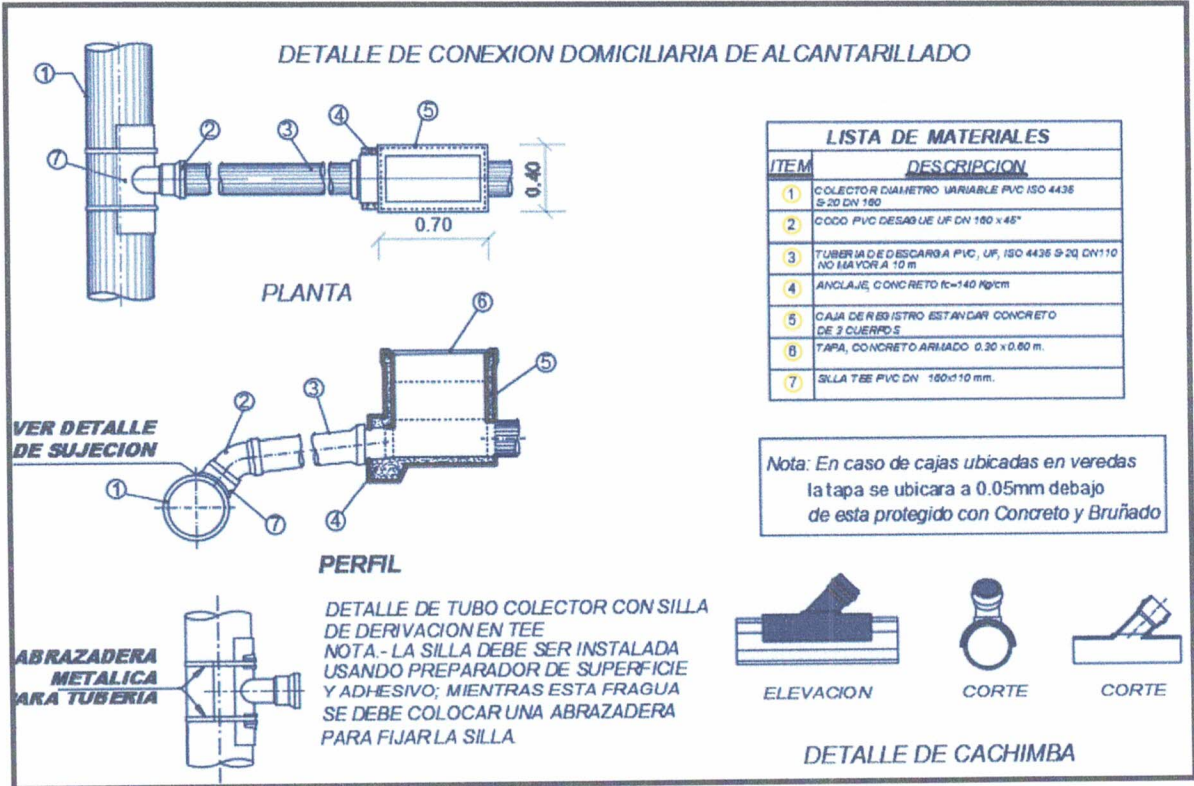 DETALLE DE CONEXION DOMICILIARIA DE ALCANTARILLADO
1
2
3
4
5
7
0.40
0.70
PLANTA
LISTA DE MATERIALES
ITEM DESCRIPCION
1 COLECTOR DIAMETRO VARIABLE PVC ISO 4435
S-20 DN 160
2 CODO PVC DESAGUE UF DN 160 x 45°
3 TUBERIA DE DESCARGA PVC, UF, ISO 4435 S-20, DN110
NO MAYOR A 10 m
4 ANCLAJE, CONCRETO fc=140 Kg/cm
5 CAJA DE REGISTRO ESTANDAR CONCRETO
DE 3 CUERPOS
6 TAPA, CONCRETO ARMADO 0.30 x 0.60 m.
7 SILLA TEE PVC DN 160x110 mm.
6
5
3
2
VER DETALLE
DE SUJECION
1
7
4
PERFIL
Nota: En caso de cajas ubicadas en veredas
la tapa se ubicara a 0.05mm debajo
de esta protegido con Concreto y Bruñado
ABRAZADERA
METALICA
ARA TUBERIA
DETALLE DE TUBO COLECTOR CON SILLA
DE DERIVACION EN TEE
NOTA.- LA SILLA DEBE SER INSTALADA
USANDO PREPARADOR DE SUPERFICIE
Y ADHESIVO; MIENTRAS ESTA FRAGUA
SE DEBE COLOCAR UNA ABRAZADERA
PARA FIJAR LA SILLA.
ELEVACION
CORTE
CORTE
DETALLE DE CACHIMBA